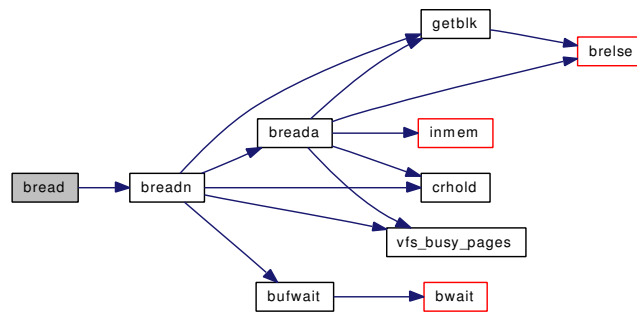 getblk
brelse
breada
inmem
bread
breadn
crhold
vfs_busy_pages
bufwait
bwait